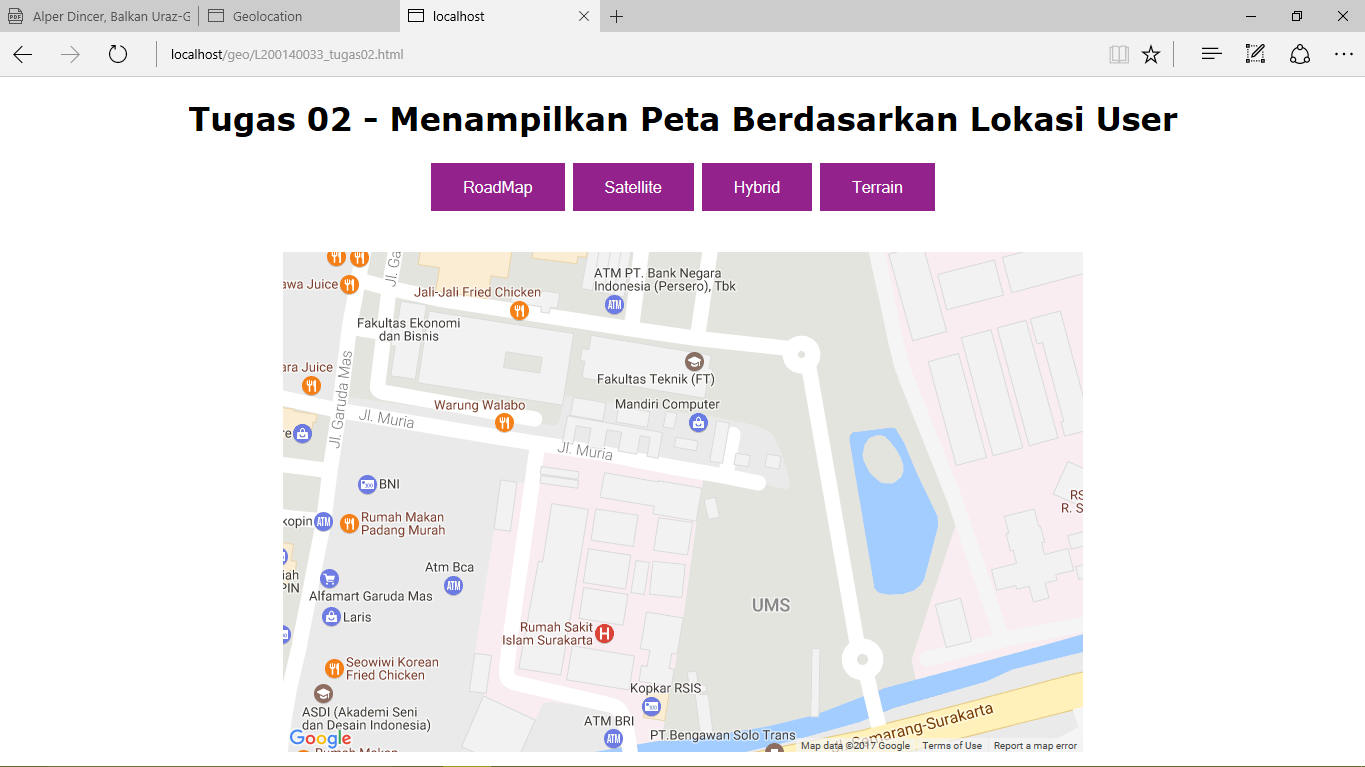 Alper Dincer, Balkan Uraz-G
Geolocation
localhost
localhost/geo/L200140033_tugas02.html
Tugas 02 - Menampilkan Peta Berdasarkan Lokasi User
RoadMap
Satellite
Hybrid
Terrain
Jl. Ga
ATM PT. Bank Negara
Indonesia (Persero), Tbk
awa Juice
Jali-Jali Fried Chicken
ATM
Fakultas Ekonomi
dan Bisnis
ara Juice
Jl. Garuda Mas
Fakultas Teknik (FT)
Warung Walabo
Mandiri Computer
Jl. Muria
re
Jl. Muria
BNI
RS
R. S
kopin
ATM
Rumah Makan
Padang Murah
iah
PIN
Atm Bca
ATM
Alfamart Garuda Mas
Laris
UMS
Rumah Sakit
Islam Surakarta
H
Seowiwi Korean
Fried Chicken
Kopkar RSIS
ASDI (Akademi Seni
dan Desain Indonesia)
ATM BRI
ATM
PT.Bengawan Solo Trans
Semarang-Surakarta
Google
Rumah Makan
Map data ©2017 Google
Terms of Use
Report a map error